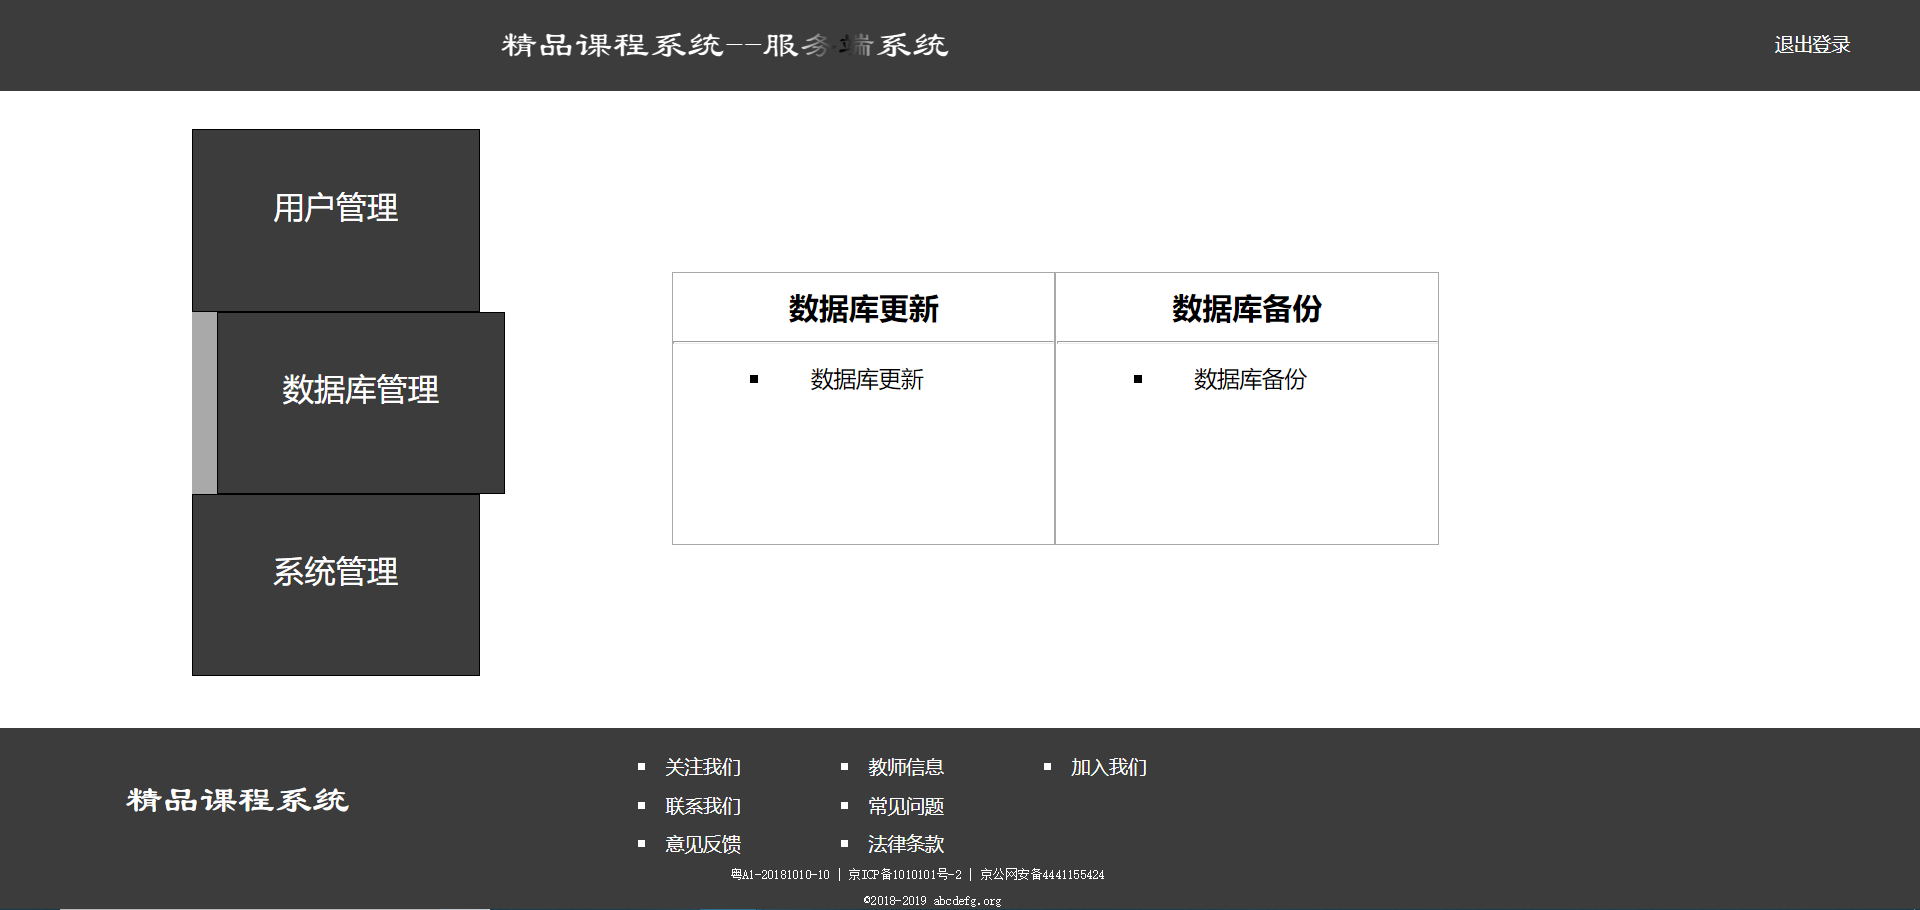 精品课程系统--服务端系统
退出登录
用户管理
数据库管理
系统管理
数据库更新
数据库备份
数据库更新
数据库备份
精品课程系统
关注我们
教师信息
加入我们
联系我们
常见问题
意见反馈
法律条款
粤A1-20181010-10 | 京ICP备1010101号-2 | 京公网安备4441155424
©2018-2019 abcdefg.org